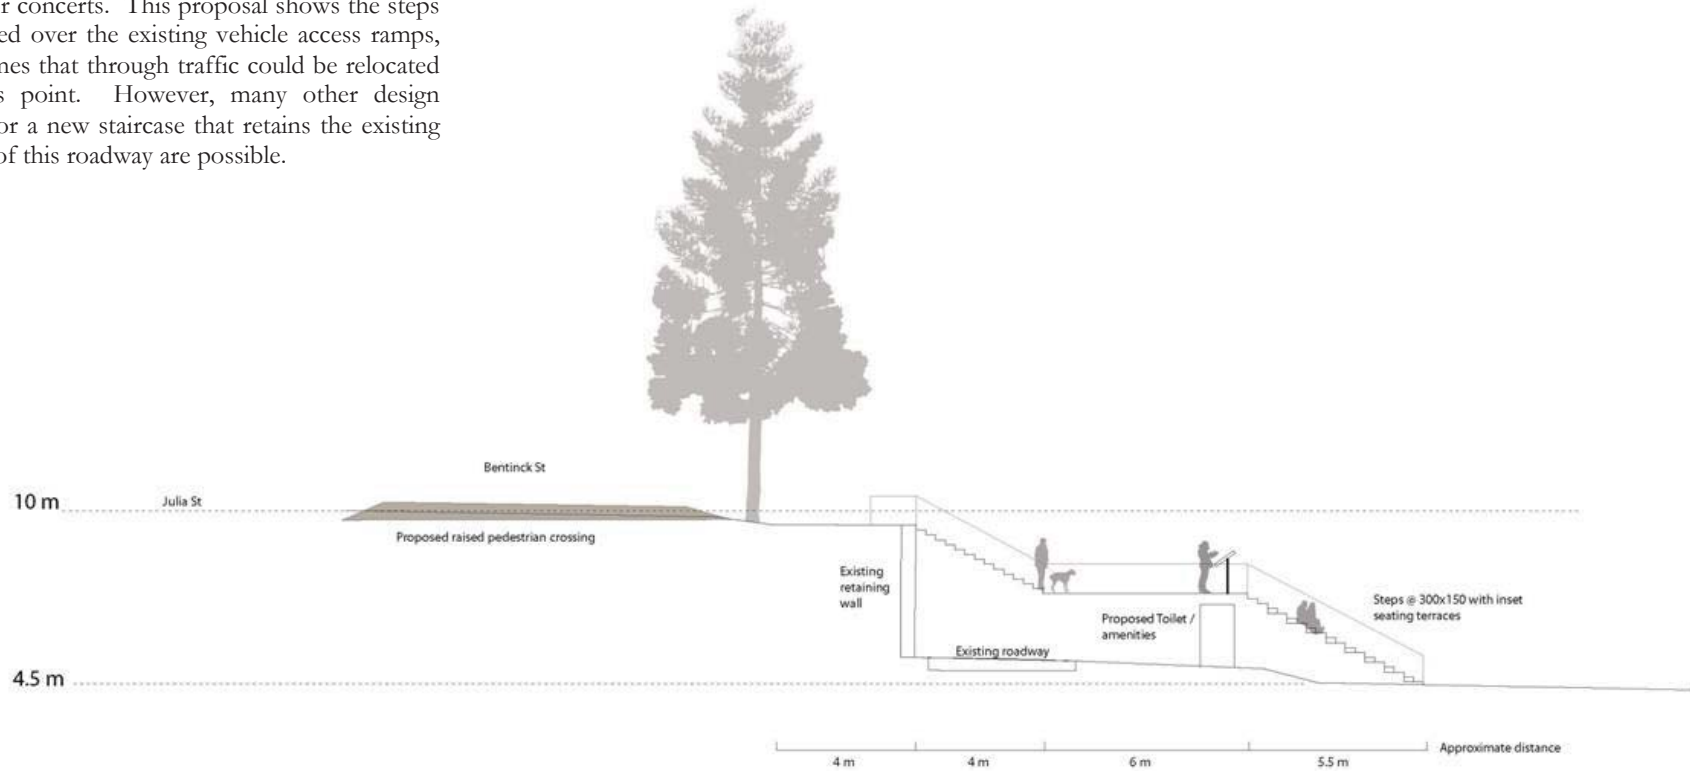 r concerts. This proposal shows the steps
ed over the existing vehicle access ramps,
nes that through traffic could be relocated
s point. However, many other design
or a new staircase that retains the existing
of this roadway are possible.
Bentinck St
10 m
Julia St
Proposed raised pedestrian crossing
Existing
retaining
wall
Steps @ 300x150 with inset
seating terraces
Proposed Toilet /
amenities
Existing roadway
4.5 m
Approximate distance
4 m
4 m
6 m
5.5 m